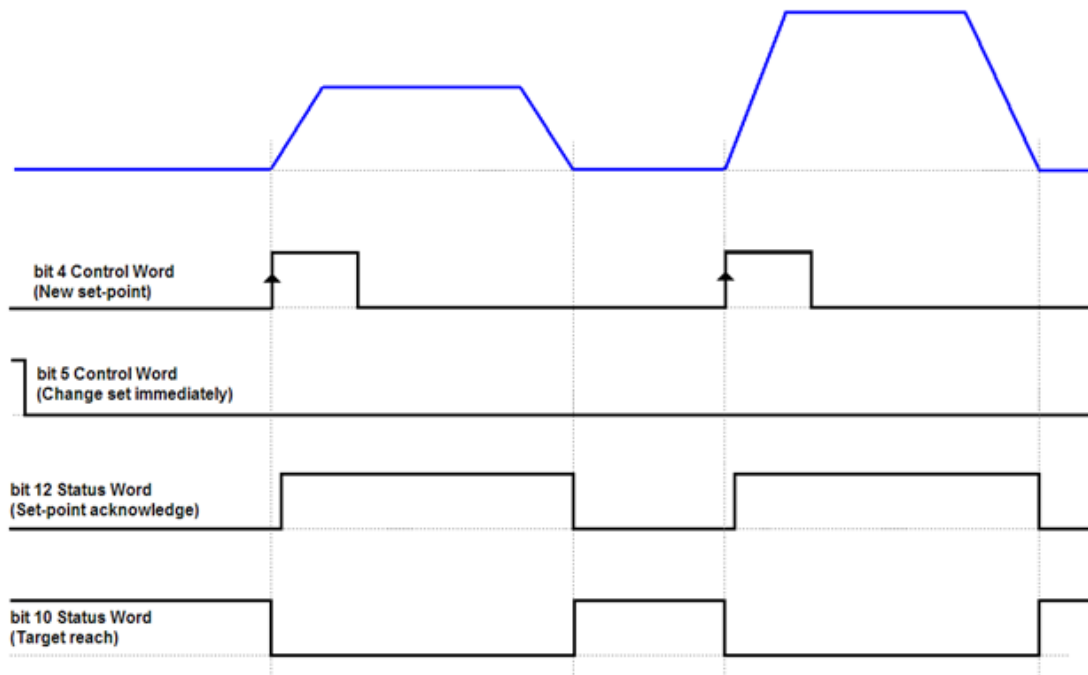 bit 4 Control Word
(New set-point)
bit 5 Control Word
(Change set immediately)
bit 12 Status Word
(Set-point acknowledge)
bit 10 Status Word
(Target reach)